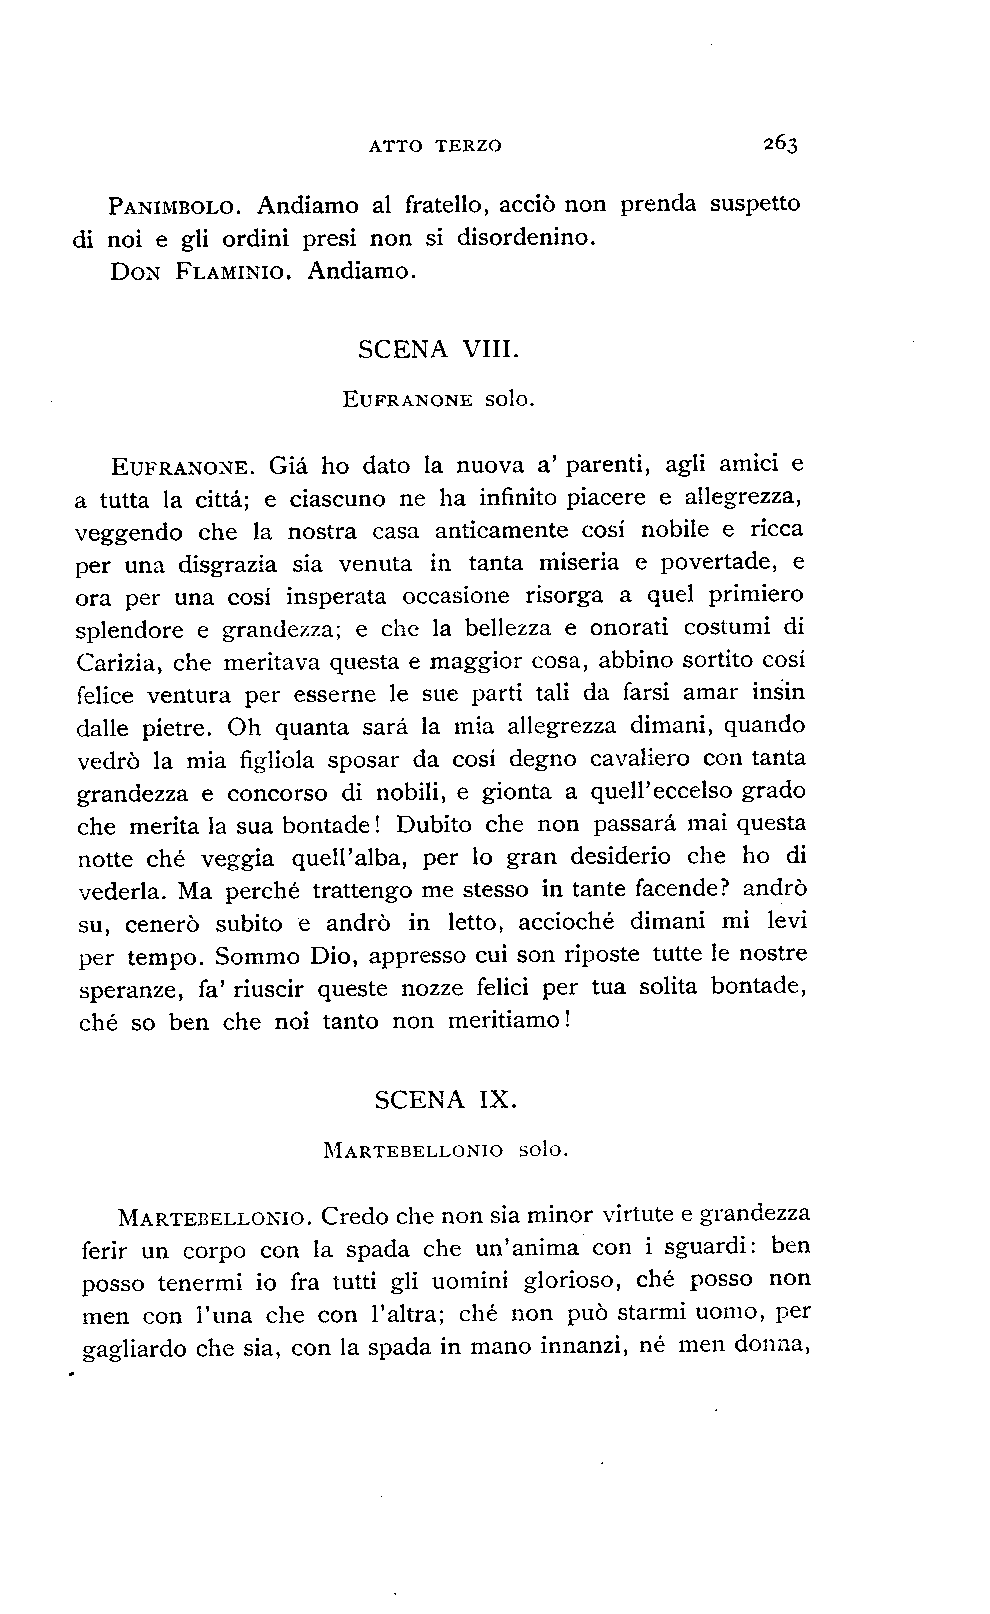 ATTO TERZO 263
PANIMBOLO. Andiamo al fratello, acciò non prenda suspetto
di noi e gli ordini presi non si disordenino.
DON FLAMINIO. Andiamo.
SCENA VIII.
EUFRANONE solo.
EUFRANONE. Giá ho dato la nuova a' parenti, agli amici e
a tutta la cittá; e ciascuno ne ha infinito piacere e allegrezza,
veggendo che la nostra casa anticamente cosí nobile e ricca
per una disgrazia sia venuta in tanta miseria e povertade, e
ora per una cosí insperata occasione risorga a quel primiero
splendore e grandezza; e che la bellezza e onorati costumi di
Carizia, che meritava questa e maggior cosa, abbino sortito cosí
felice ventura per esserne le sue parti tali da farsi amar insin
dalle pietre. Oh quanta sará la mia allegrezza dimani, quando
vedrò la mia figliola sposar da cosí degno cavaliero con tanta
grandezza e concorso di nobili, e gionta a quell'eccelso grado
che merita la sua bontade! Dubito che non passará mai questa
notte ché veggia quell'alba, per lo gran desiderio che ho di
vederla. Ma perché trattengo me stesso in tante facende? andrò
su, cenerò subito e andrò in letto, accioché dimani mi levi
per tempo. Sommo Dio, appresso cui son riposte tutte le nostre
speranze, fa' riuscir queste nozze felici per tua solita bontade,
ché so ben che noi tanto non meritiamo!
SCENA IX.
MARTEBELLONIO solo.
MARTEBELLONIO. Credo che non sia minor virtute e grandezza
ferir un corpo con la spada che un'anima con i sguardi: ben
posso tenermi io fra tutti gli uomini glorioso, ché posso non
men con l'una che con l'altra; ché non può starmi uomo, per
gagliardo che sia, con la spada in mano innanzi, né men donna,